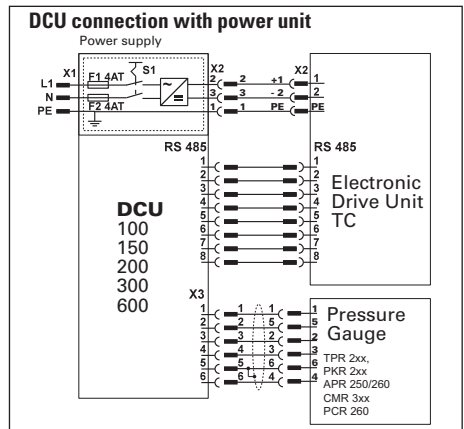 DCU connection with power unit
Power supply
X1 F1 4AT S1 X2 X2
L1 2 2 +1 1
N 3 3 - 2 2
PE F2 4AT 1 1 PE PE
RS 485 RS 485
1 1
2 2
3 3
4 4
5 5
6 6
7 7
8 8
DCU
100
150
200
300
600
Electronic
Drive Unit
TC
X3
1 1 1 1
2 2 5 5
3 3 2 2
4 4 3 3
5 5 6 6
6 6 4 4
Pressure
Gauge
TPR 2xx,
PKR 2xx
APR 250/260
CMR 3xx
PCR 260